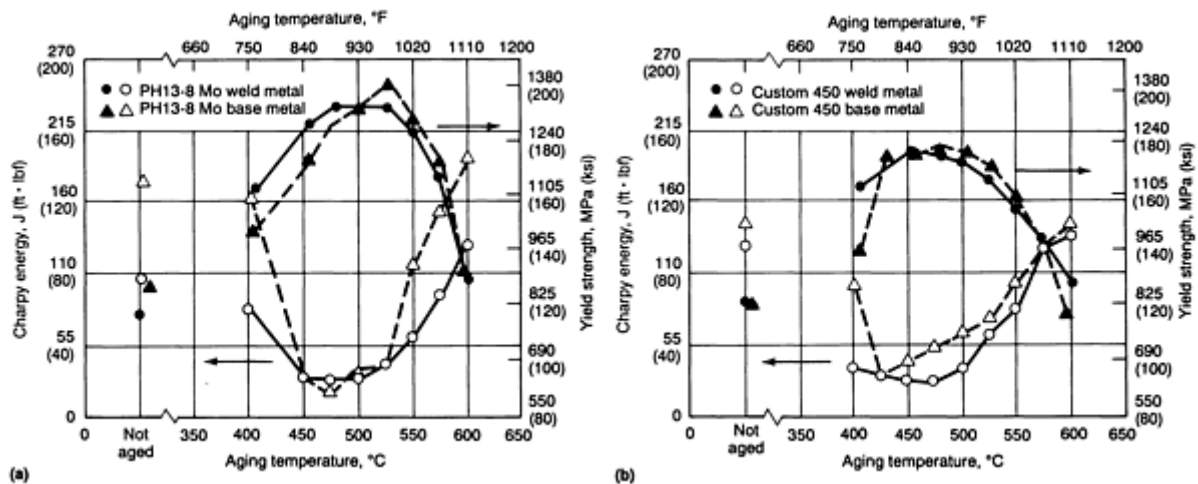 Aging temperature, °F
660 750 840 930 1020 1110 1200
270
(200)
215
(160)
160
(120)
110
(80)
55
(40)
0
Charpy energy, J (ft · lbf)
PH13-8 Mo weld metal
PH13-8 Mo base metal
1380
(200)
1240
(180)
1105
(160)
965
(140)
825
(120)
690
(100)
550
(80)
Yield strength, MPa (ksi)
0 Not aged 350 400 450 500 550 600 650
Aging temperature, °C
(a)
Aging temperature, °F
660 750 840 930 1020 1110 1200
270
(200)
215
(160)
160
(120)
110
(80)
55
(40)
0
Charpy energy, J (ft · lbf)
Custom 450 weld metal
Custom 450 base metal
1380
(200)
1240
(180)
1105
(160)
965
(140)
825
(120)
690
(100)
550
(80)
Yield strength, MPa (ksi)
0 Not aged 350 400 450 500 550 600 650
Aging temperature, °C
(b)